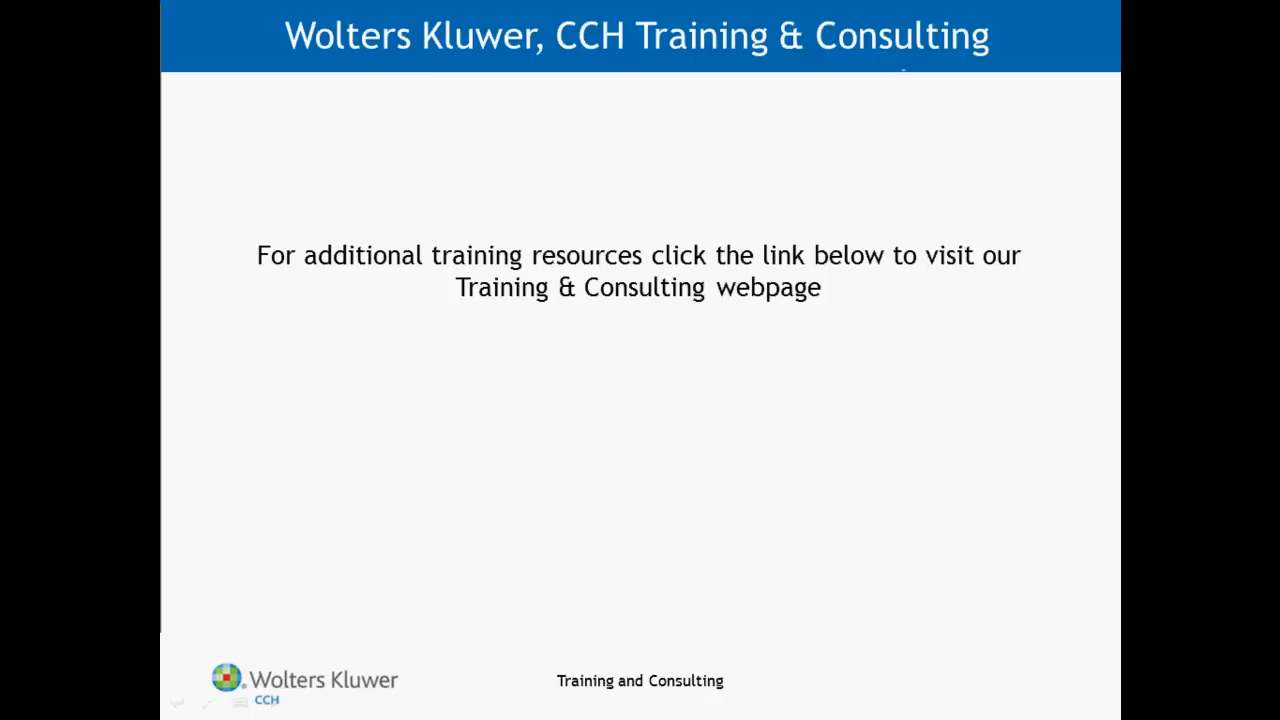 Wolters Kluwer, CCH Training & Consulting
For additional training resources click the link below to visit our
Training & Consulting webpage
Wolters Kluwer
CCH
Training and Consulting